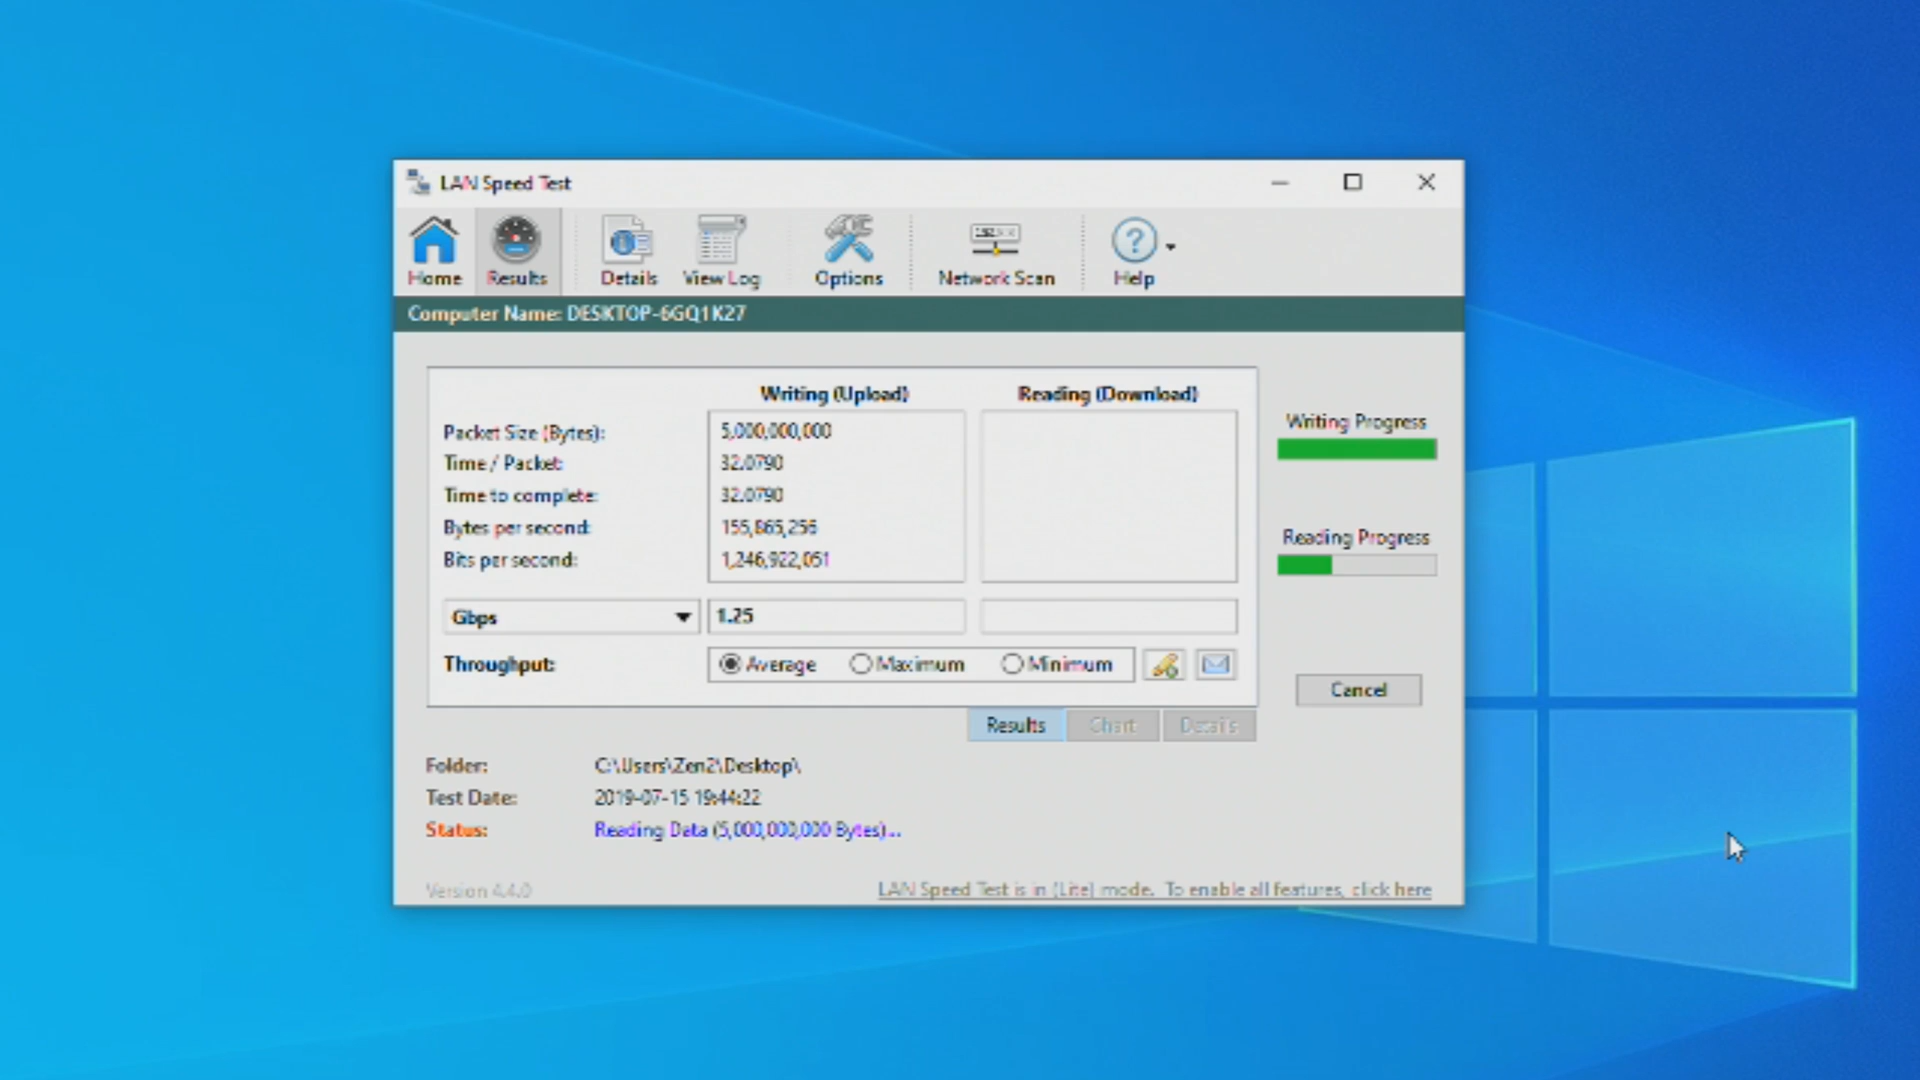 LAN Speed Test
Home Results Details View Log Options Network Scan Help
Computer Name: DESKTOP-6GQ1K27
Writing (Upload) Reading (Download)
Packet Size (Bytes): 5,000,000,000
Time / Packet: 32.0790
Time to complete: 32.0790
Bytes per second: 155,865,256
Bits per second: 1,246,922,051
Gbps 1.25
Throughput: Average Maximum Minimum
Writing Progress
Reading Progress
Cancel
Results Chart Details
Folder: C:\Users\Zen2\Desktop\
Test Date: 2019-07-15 19:44:22
Status: Reading Data (5,000,000,000 Bytes)...
Version 4.4.0 LAN Speed Test is in (Lite) mode. To enable all features, click here